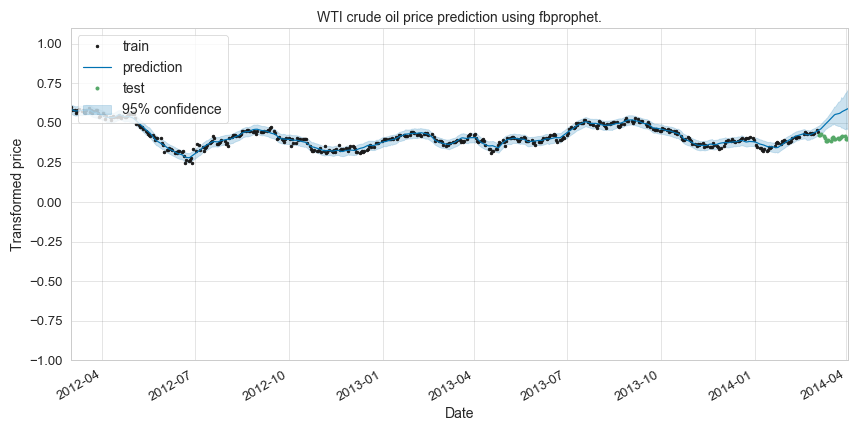 WTI crude oil price prediction using fbprophet.
train
prediction
test
95% confidence
1.00
0.75
0.50
0.25
0.00
−0.25
−0.50
−0.75
−1.00
Transformed price
2012-04
2012-07
2012-10
2013-01
2013-04
2013-07
2013-10
2014-01
2014-04
Date